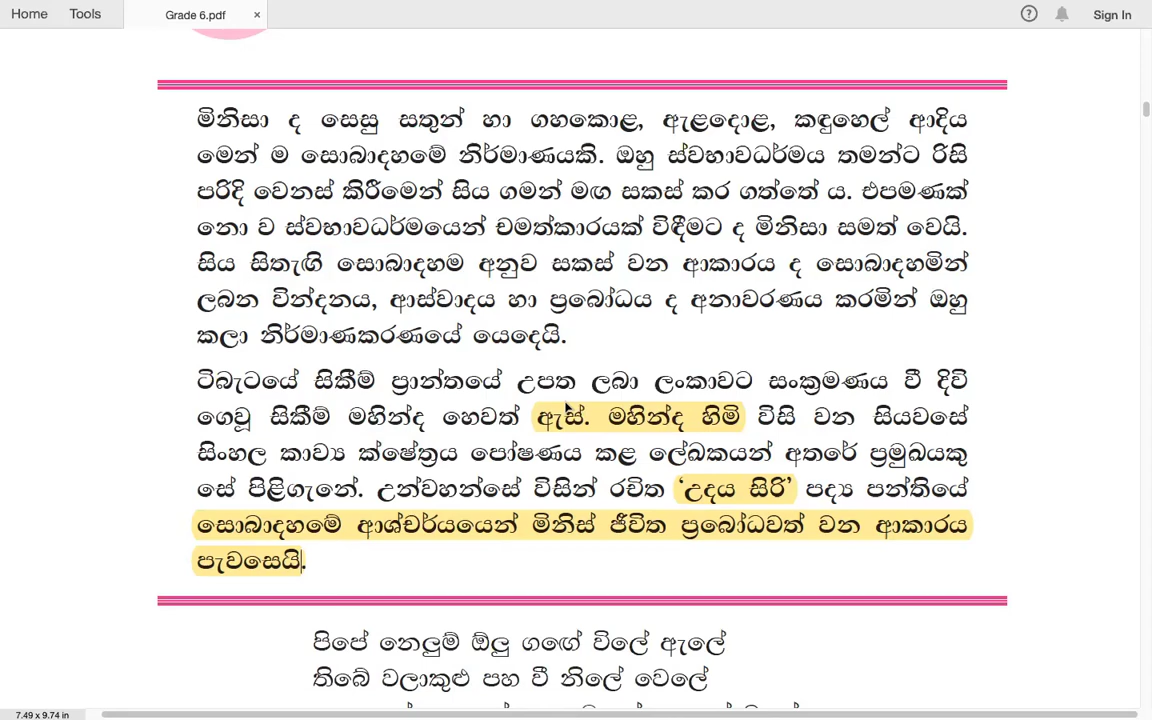 Home Tools Grade 6.pdf × Sign In
මිනිසා ද සෙසු සතුන් හා ගහකොළ, ඇළදොළ, කඳුහෙල් ආදිය
මෙන් ම සොබාදහමේ නිර්මාණයකි. ඔහු ස්වභාවධර්මය තමන්ට රිසි
පරිදි වෙනස් කිරීමෙන් සිය ගමන් මඟ සකස් කර ගත්තේ ය. එපමණක්
නො ව ස්වභාවධර්මයෙන් චමත්කාරයක් විඳීමට ද මිනිසා සමත් වෙයි.
සිය සිතැඟි සොබාදහම අනුව සකස් වන ආකාරය ද සොබාදහමින්
ලබන වින්දනය, ආස්වාදය හා ප්‍රබෝධය ද අනාවරණය කරමින් ඔහු
කලා නිර්මාණකරණයේ යෙදෙයි.
ටිබැටයේ සිකීම් ප්‍රාන්තයේ උපත ලබා ලංකාවට සංක්‍රමණය වී දිවි
ගෙවූ සිකීම් මහින්ද හෙවත් ඇස්. මහින්ද හිමි විසි වන සියවසේ
සිංහල කාව්‍ය ක්ෂේත්‍රය පෝෂණය කළ ලේඛකයන් අතරේ ප්‍රමුඛයකු
සේ පිළිගැනේ. උන්වහන්සේ විසින් රචිත ‘උදය සිරි’ පද්‍ය පන්තියේ
සොබාදහමේ ආශ්චර්යයෙන් මිනිස් ජීවිත ප්‍රබෝධවත් වන ආකාරය
පැවසෙයි.
පිපේ නෙලුම් ඕලු ගඟේ විලේ ඇලේ
තිබේ වලාකුළු පහ වී නිලේ වෙලේ
7.49 x 9.74 in